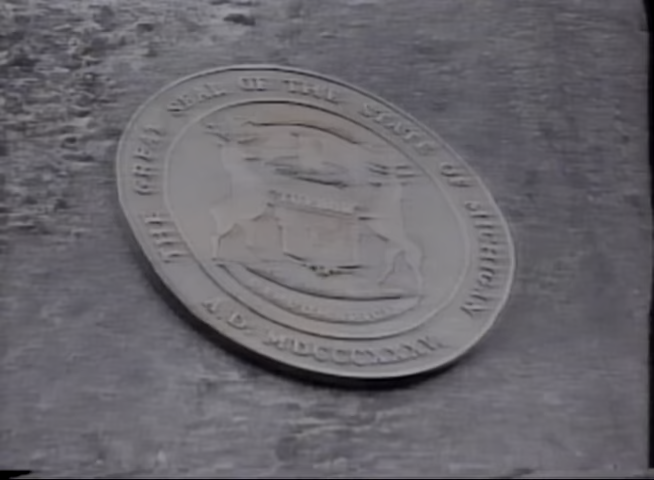 THE GREAT SEAL OF THE STATE OF MICHIGAN
A.D. MDCCCXXXV.